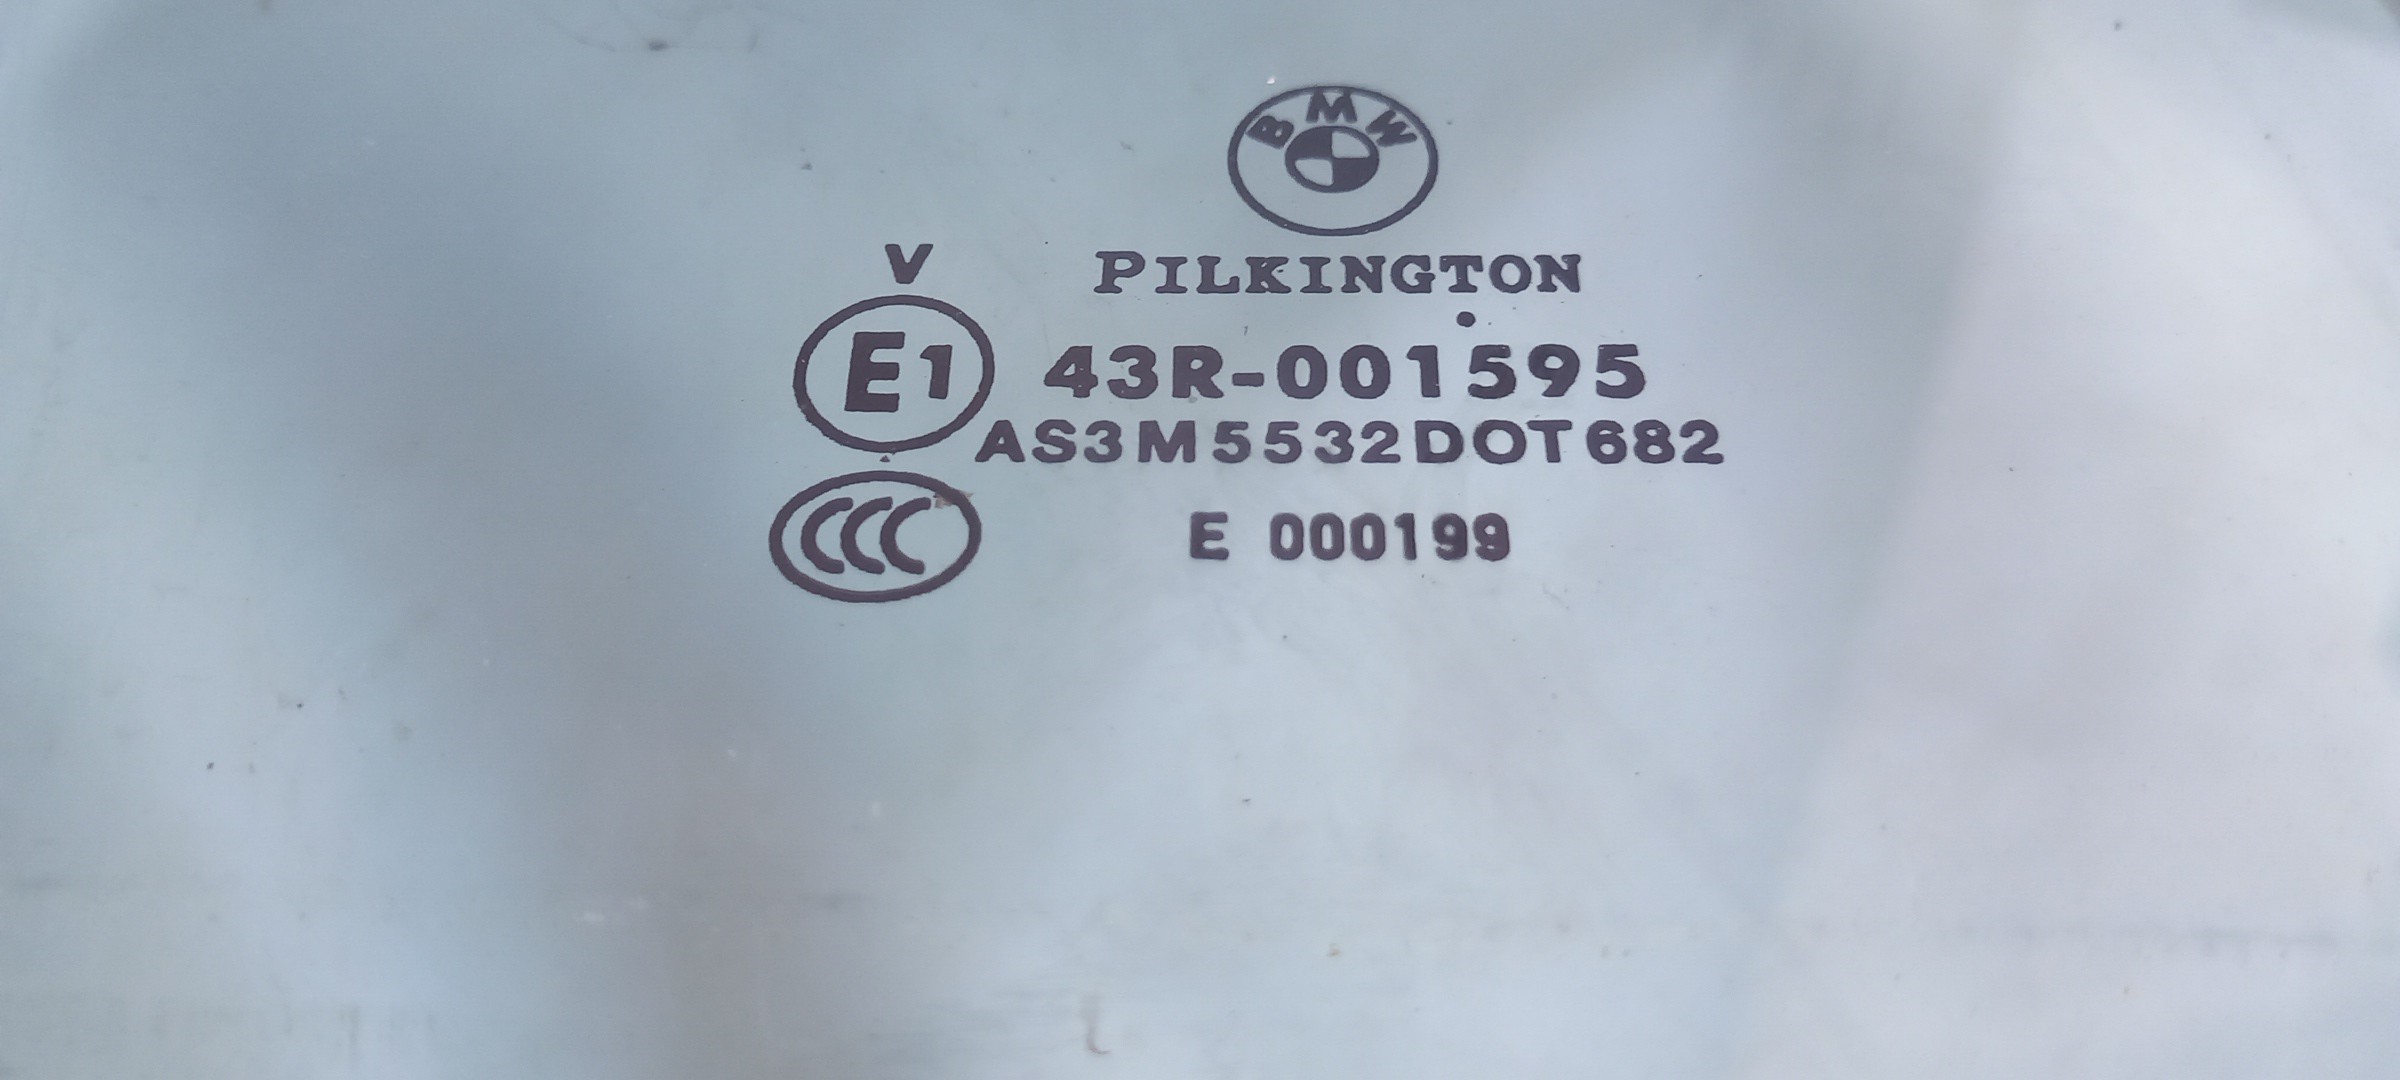 BMW
PILKINGTON
V
E1 43R-001595
AS3M5532DOT682
CCC E 000199